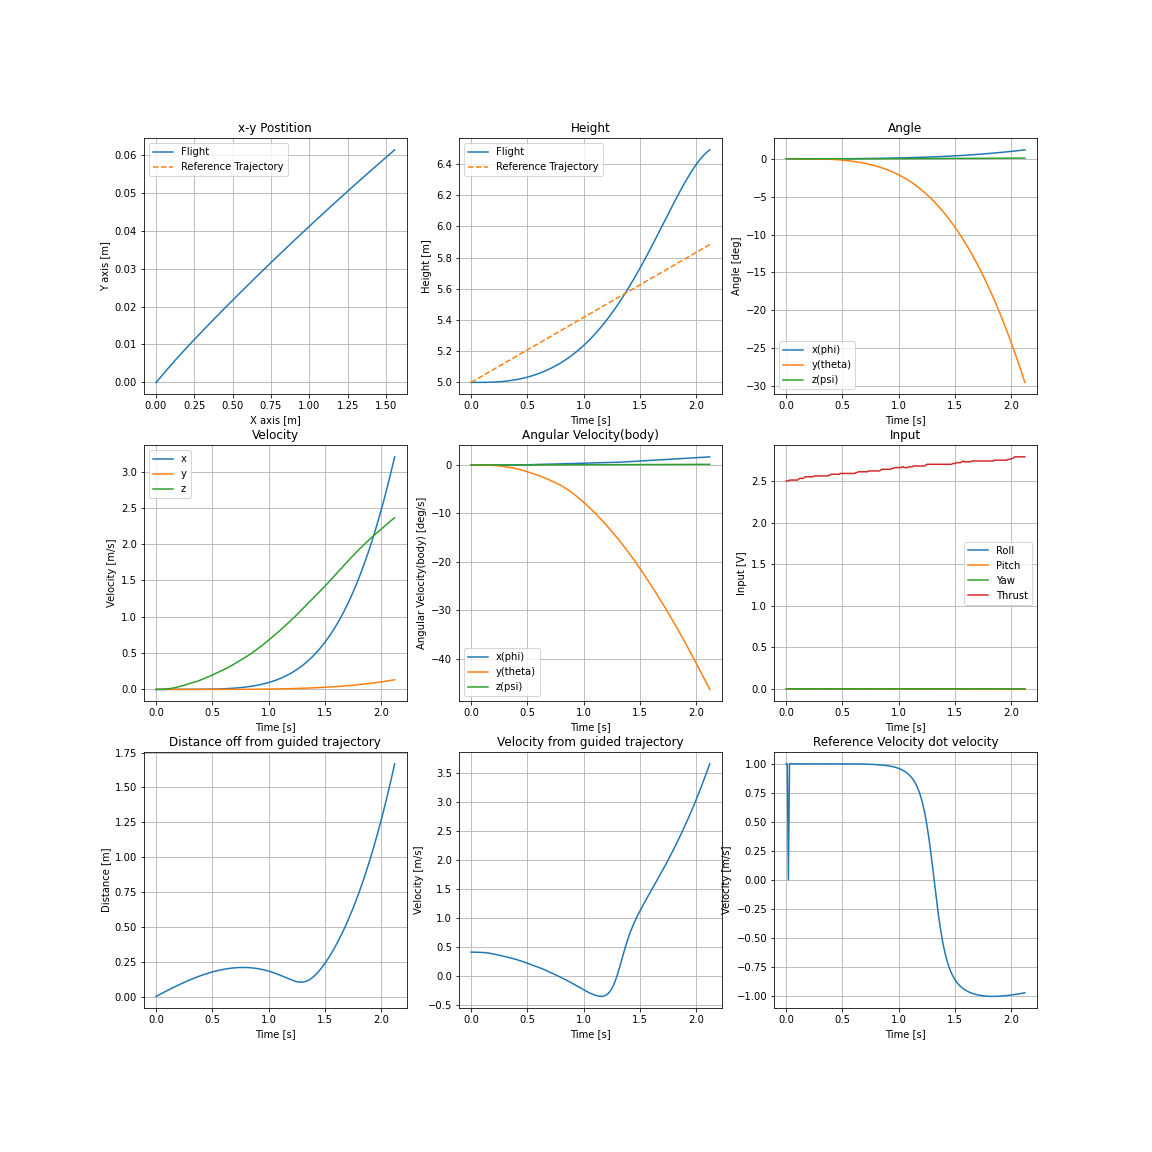 x-y Postition
Flight
Reference Trajectory
0.06
0.05
0.04
0.03
0.02
0.01
0.00
Y axis [m]
0.00 0.25 0.50 0.75 1.00 1.25 1.50
X axis [m]
Height
Flight
Reference Trajectory
6.4
6.2
6.0
5.8
5.6
5.4
5.2
5.0
Height [m]
0.0 0.5 1.0 1.5 2.0
Time [s]
Angle
0
−5
−10
−15
−20
−25
−30
Angle [deg]
x(phi)
y(theta)
z(psi)
0.0 0.5 1.0 1.5 2.0
Time [s]
Velocity
x
y
z
3.0
2.5
2.0
1.5
1.0
0.5
0.0
Velocity [m/s]
0.0 0.5 1.0 1.5 2.0
Time [s]
Angular Velocity(body)
0
−10
−20
−30
−40
Angular Velocity(body) [deg/s]
x(phi)
y(theta)
z(psi)
0.0 0.5 1.0 1.5 2.0
Time [s]
Input
2.5
2.0
1.5
1.0
0.5
0.0
Input [V]
Roll
Pitch
Yaw
Thrust
0.0 0.5 1.0 1.5 2.0
Time [s]
Distance off from guided trajectory
1.75
1.50
1.25
1.00
0.75
0.50
0.25
0.00
Distance [m]
0.0 0.5 1.0 1.5 2.0
Time [s]
Velocity from guided trajectory
3.5
3.0
2.5
2.0
1.5
1.0
0.5
0.0
−0.5
Velocity [m/s]
0.0 0.5 1.0 1.5 2.0
Time [s]
Reference Velocity dot velocity
1.00
0.75
0.50
0.25
0.00
−0.25
−0.50
−0.75
−1.00
Velocity [m/s]
0.0 0.5 1.0 1.5 2.0
Time [s]